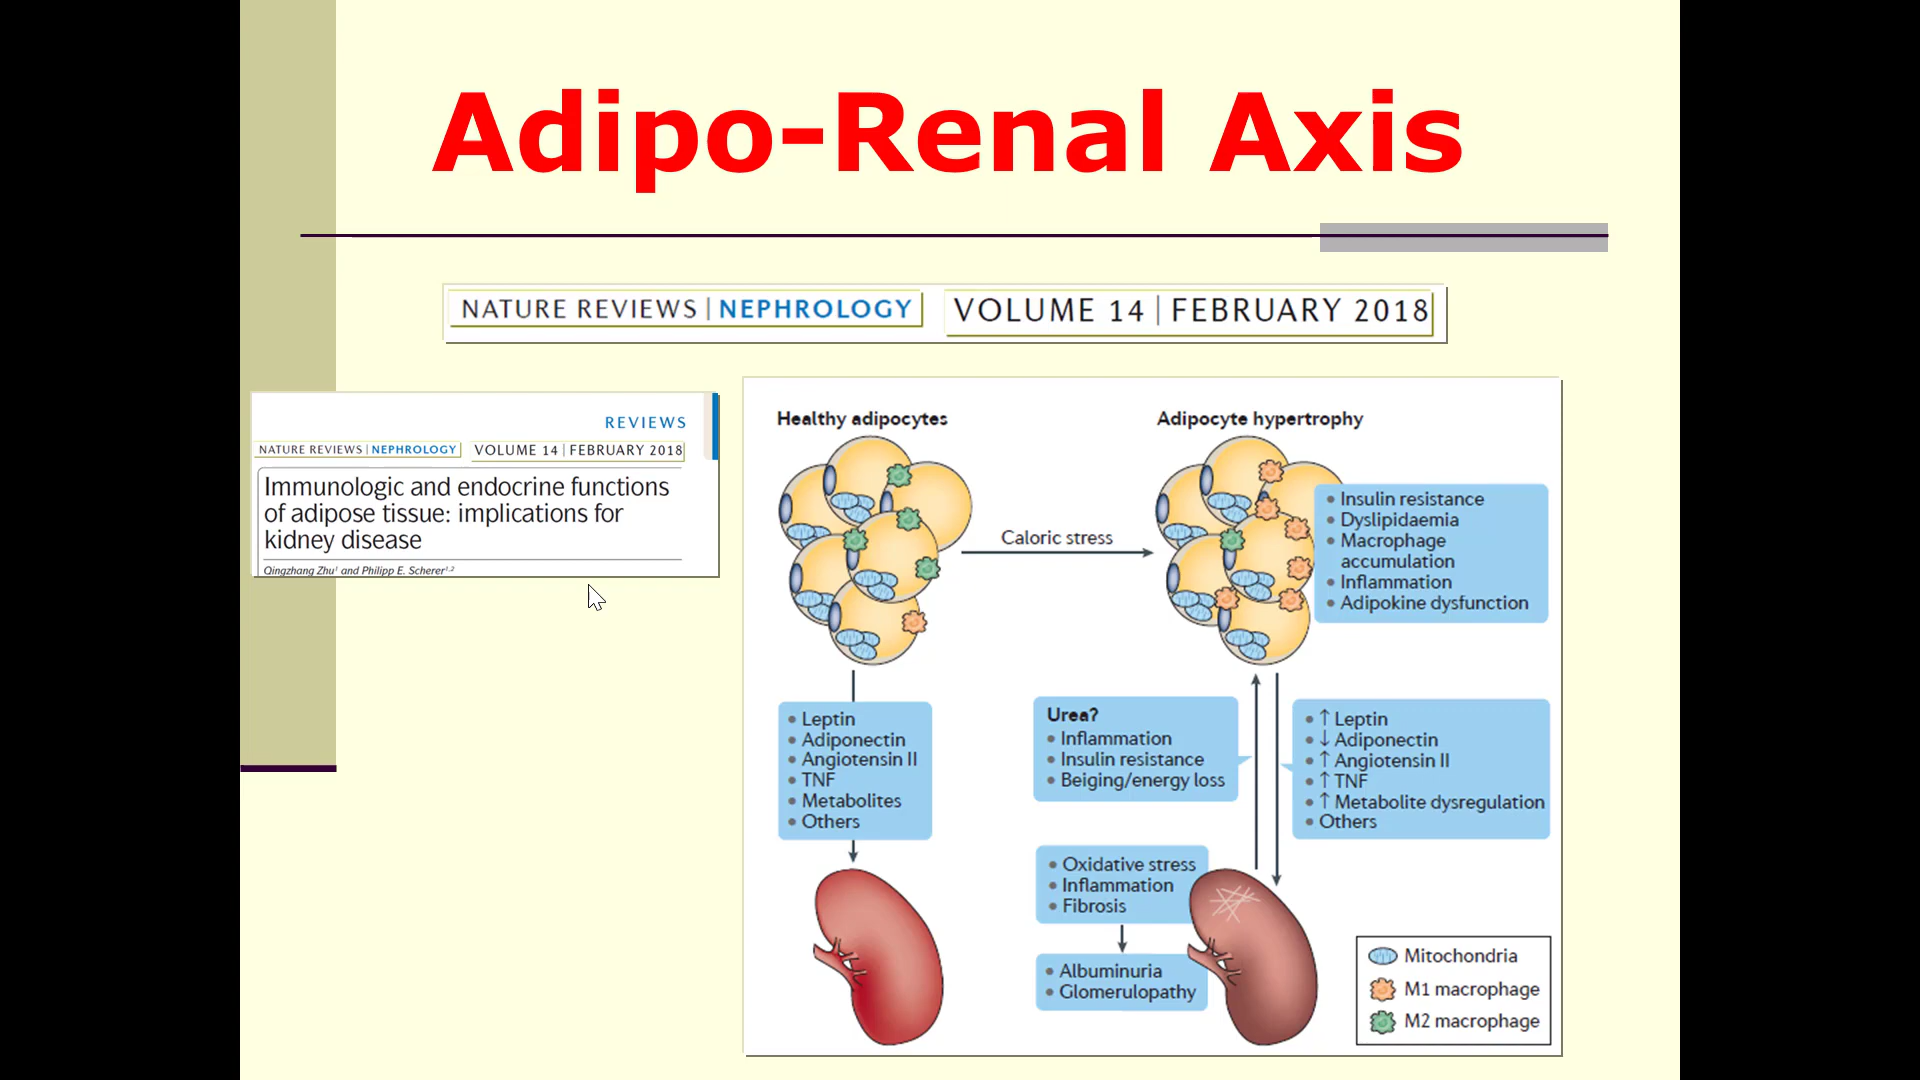 Adipo-Renal Axis
NATURE REVIEWS | NEPHROLOGY VOLUME 14 | FEBRUARY 2018
REVIEWS
NATURE REVIEWS | NEPHROLOGY VOLUME 14 | FEBRUARY 2018
Immunologic and endocrine functions
of adipose tissue: implications for
kidney disease
Qingzhang Zhu¹ and Philipp E. Scherer¹,²
Healthy adipocytes
Adipocyte hypertrophy
Caloric stress
• Insulin resistance
• Dyslipidaemia
• Macrophage
accumulation
• Inflammation
• Adipokine dysfunction
• Leptin
• Adiponectin
• Angiotensin II
• TNF
• Metabolites
• Others
Urea?
• Inflammation
• Insulin resistance
• Beiging/energy loss
• ↑ Leptin
• ↓ Adiponectin
• ↑ Angiotensin II
• ↑ TNF
• ↑ Metabolite dysregulation
• Others
• Oxidative stress
• Inflammation
• Fibrosis
• Albuminuria
• Glomerulopathy
Mitochondria
M1 macrophage
M2 macrophage